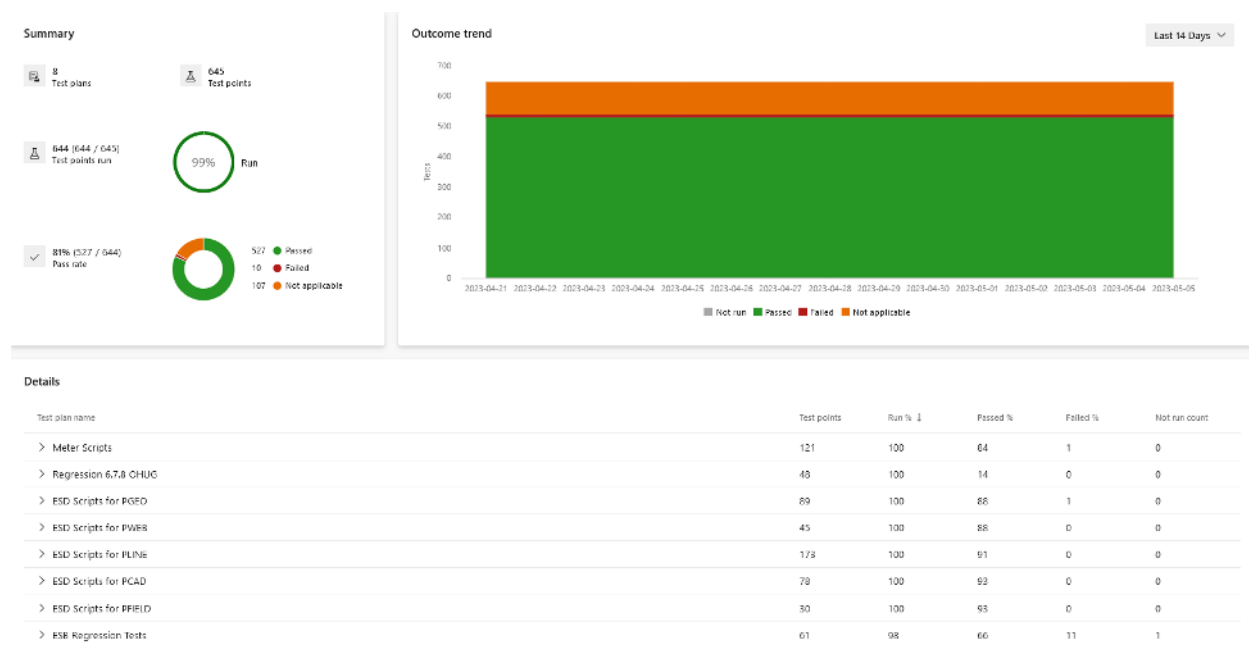 Summary
8
Test plans
645
Test points
644 (644 / 645)
Test points run
99%
Run
81% (527 / 644)
Pass rate
527 Passed
10 Failed
107 Not applicable
Outcome trend
Last 14 Days
700
600
500
400
300
200
100
0
Tests
2023-04-21 2023-04-22 2023-04-23 2023-04-24 2023-04-25 2023-04-26 2023-04-27 2023-04-28 2023-04-29 2023-04-30 2023-05-01 2023-05-02 2023-05-03 2023-05-04 2023-05-05
Not run Passed Failed Not applicable
Details
Test plan name Test points Run % ↓ Passed % Failed % Not run count
Meter Scripts 121 100 84 1 0
Regression 6.7.8 OHUG 48 100 14 0 0
ESD Scripts for PGEO 89 100 88 1 0
ESD Scripts for PWEB 45 100 88 0 0
ESD Scripts for PLINE 173 100 91 0 0
ESD Scripts for PCAD 78 100 93 0 0
ESD Scripts for PFIELD 30 100 93 0 0
ESB Regression Tests 61 98 66 11 1